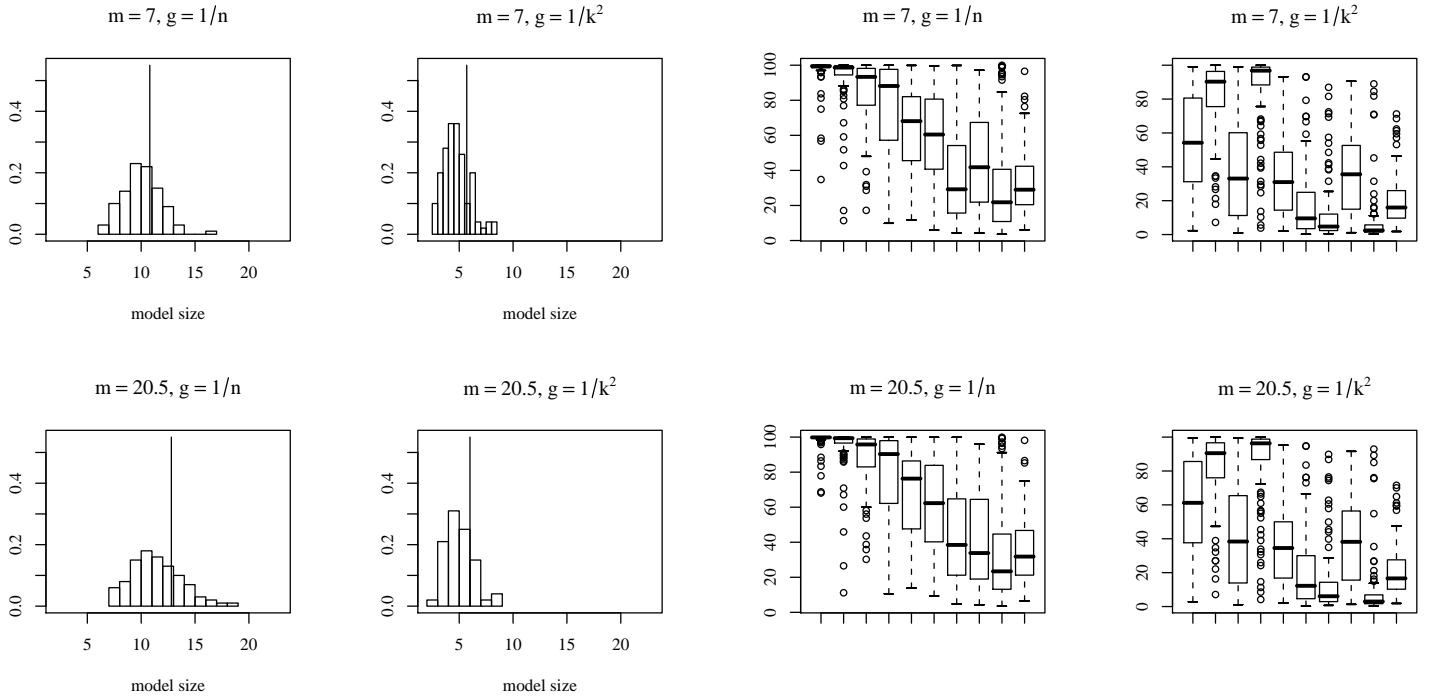 m = 7, g = 1/n
m = 7, g = 1/k²
m = 7, g = 1/n
m = 7, g = 1/k²
0.0 0.2 0.4
5 10 15 20
model size
0.0 0.2 0.4
5 10 15 20
model size
0 20 40 60 80 100
0 20 40 60 80
m = 20.5, g = 1/n
m = 20.5, g = 1/k²
m = 20.5, g = 1/n
m = 20.5, g = 1/k²
0.0 0.2 0.4
5 10 15 20
model size
0.0 0.2 0.4
5 10 15 20
model size
0 20 40 60 80 100
0 20 40 60 80